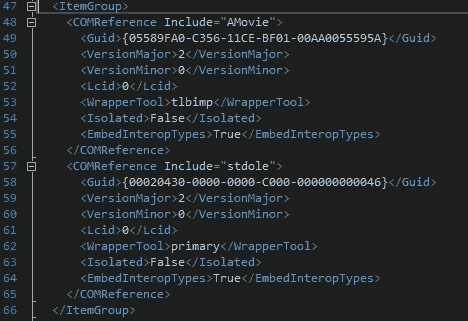 47 <ItemGroup>
48 <COMReference Include="AMovie">
49 <Guid>{05589FA0-C356-11CE-BF01-00AA0055595A}</Guid>
50 <VersionMajor>2</VersionMajor>
51 <VersionMinor>0</VersionMinor>
52 <Lcid>0</Lcid>
53 <WrapperTool>tlbimp</WrapperTool>
54 <Isolated>False</Isolated>
55 <EmbedInteropTypes>True</EmbedInteropTypes>
56 </COMReference>
57 <COMReference Include="stdole">
58 <Guid>{00020430-0000-0000-C000-000000000046}</Guid>
59 <VersionMajor>2</VersionMajor>
60 <VersionMinor>0</VersionMinor>
61 <Lcid>0</Lcid>
62 <WrapperTool>primary</WrapperTool>
63 <Isolated>False</Isolated>
64 <EmbedInteropTypes>True</EmbedInteropTypes>
65 </COMReference>
66 </ItemGroup>